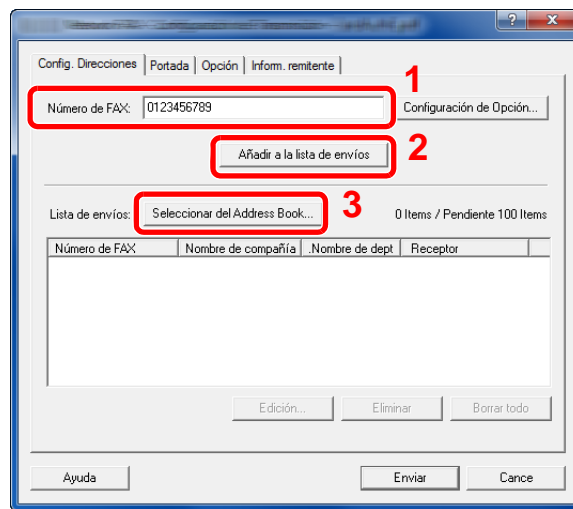 Config. Direcciones Portada Opción Inform. remitente
1
Número de FAX: 0123456789 Configuración de Opción...
Añadir a la lista de envíos 2
Lista de envíos: Seleccionar del Address Book... 3 0 Items / Pendiente 100 Items
Número de FAX Nombre de compañía .Nombre de dept Receptor
Edición... Eliminar Borrar todo
Ayuda Enviar Cance